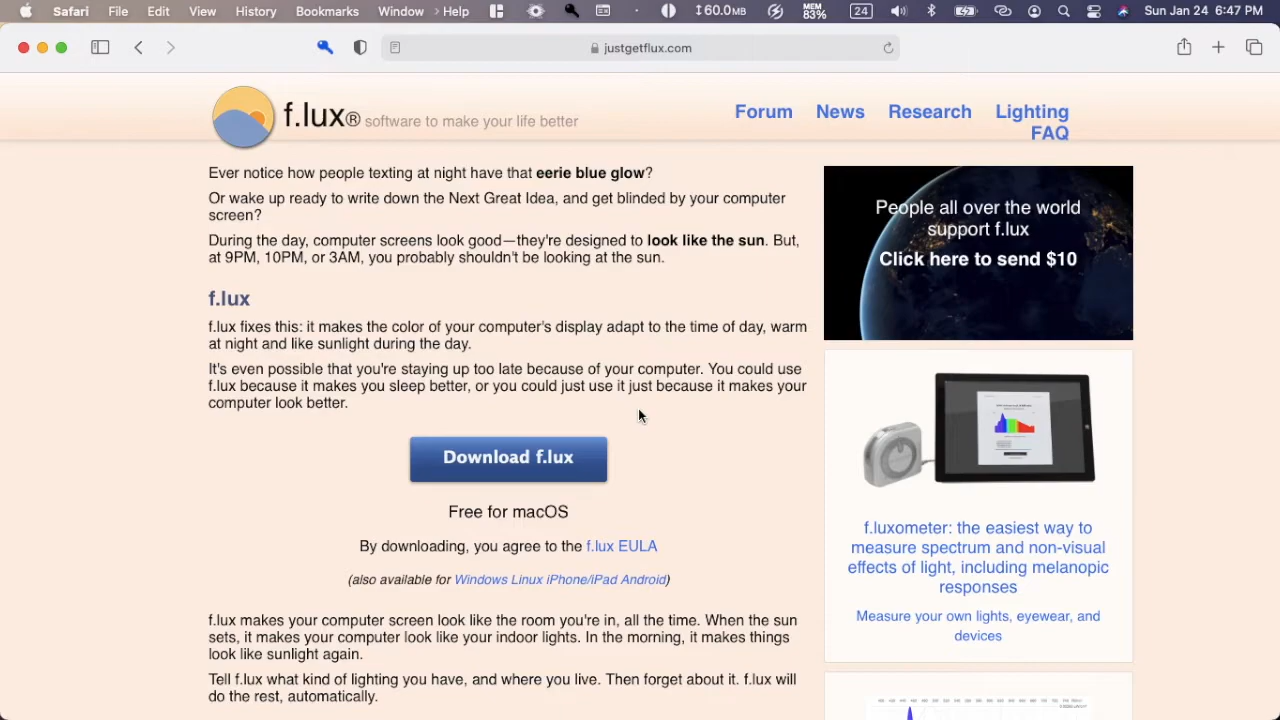 File Edit View History Bookmarks Window Help 60.0MB MEM 83% 24 Sun Jan 24 6:47 PM
justgetflux.com
f.lux® software to make your life better
Forum News Research Lighting
FAQ
Ever notice how people texting at night have that eerie blue glow?
Or wake up ready to write down the Next Great Idea, and get blinded by your computer
screen?
During the day, computer screens look good—they're designed to look like the sun. But,
at 9PM, 10PM, or 3AM, you probably shouldn't be looking at the sun.
f.lux
f.lux fixes this: it makes the color of your computer's display adapt to the time of day, warm
at night and like sunlight during the day.
It's even possible that you're staying up too late because of your computer. You could use
f.lux because it makes you sleep better, or you could just use it just because it makes your
computer look better.
Download f.lux
Free for macOS
By downloading, you agree to the f.lux EULA
(also available for Windows Linux iPhone/iPad Android)
f.lux makes your computer screen look like the room you're in, all the time. When the sun
sets, it makes your computer look like your indoor lights. In the morning, it makes things
look like sunlight again.
Tell f.lux what kind of lighting you have, and where you live. Then forget about it. f.lux will
do the rest, automatically.
People all over the world
support f.lux
Click here to send $10
f.luxometer: the easiest way to
measure spectrum and non-visual
effects of light, including melanopic
responses
Measure your own lights, eyewear, and
devices